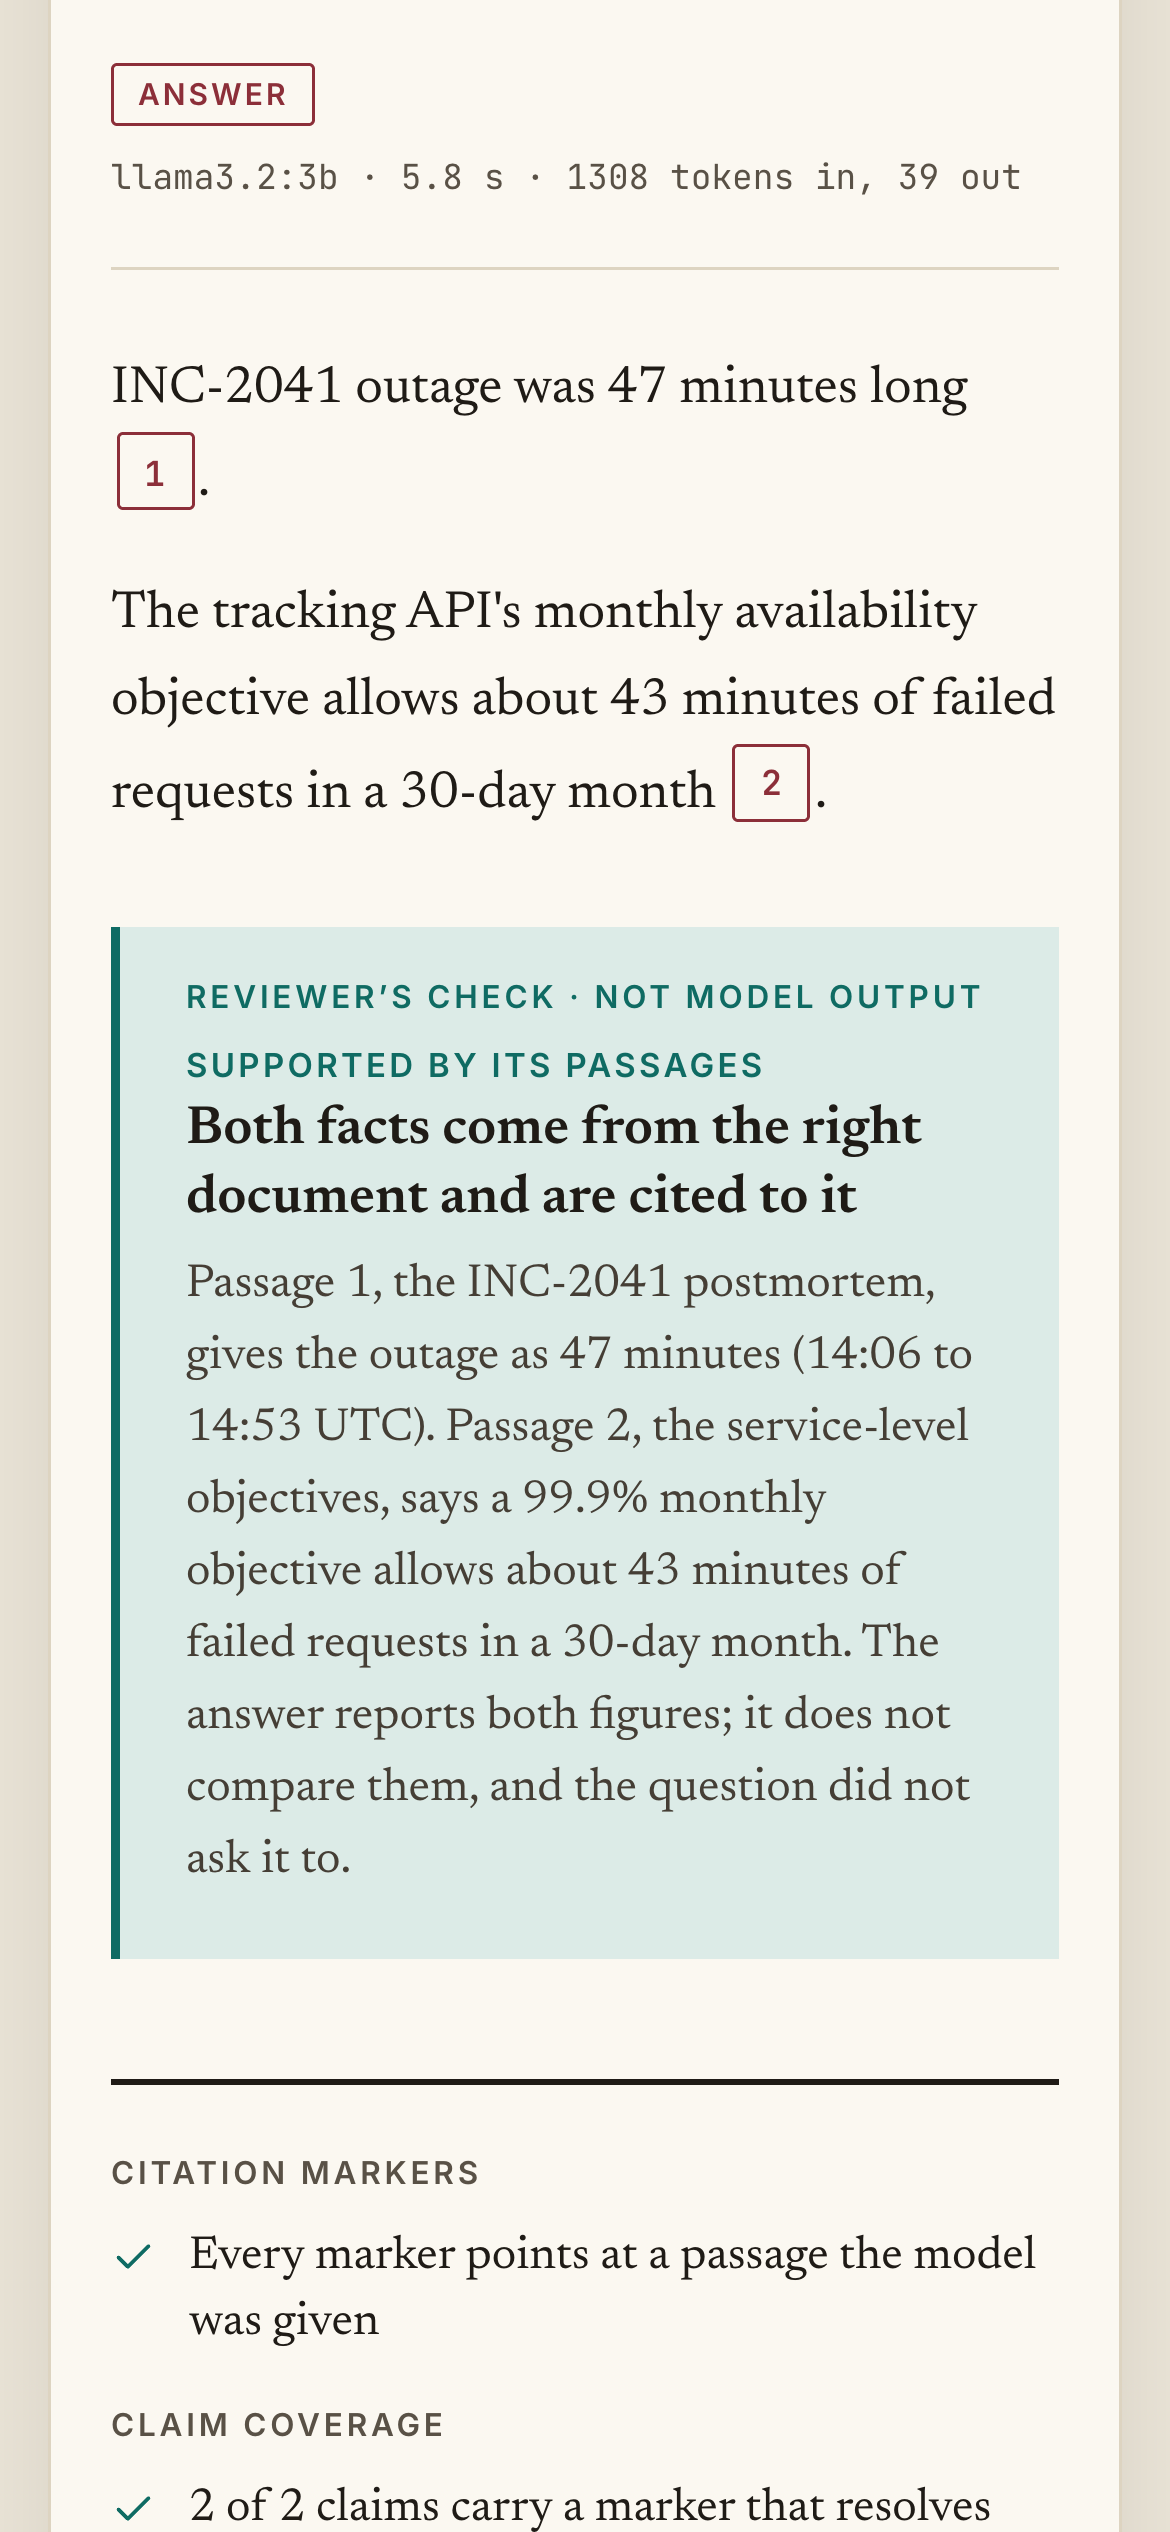 ANSWER
llama3.2:3b · 5.8 s · 1308 tokens in, 39 out
INC-2041 outage was 47 minutes long
1.
The tracking API's monthly availability
objective allows about 43 minutes of failed
requests in a 30-day month 2.
REVIEWER’S CHECK · NOT MODEL OUTPUT
SUPPORTED BY ITS PASSAGES
Both facts come from the right
document and are cited to it
Passage 1, the INC-2041 postmortem,
gives the outage as 47 minutes (14:06 to
14:53 UTC). Passage 2, the service-level
objectives, says a 99.9% monthly
objective allows about 43 minutes of
failed requests in a 30-day month. The
answer reports both figures; it does not
compare them, and the question did not
ask it to.
CITATION MARKERS
Every marker points at a passage the model
was given
CLAIM COVERAGE
2 of 2 claims carry a marker that resolves